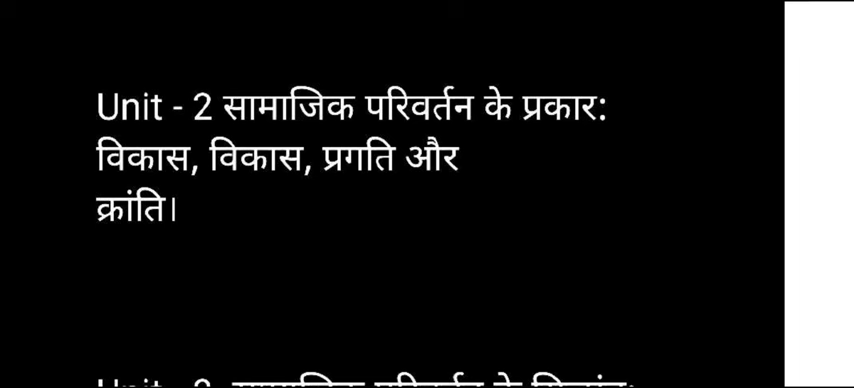 Unit - 2 सामाजिक परिवर्तन के प्रकार:
विकास, विकास, प्रगति और
क्रांति।